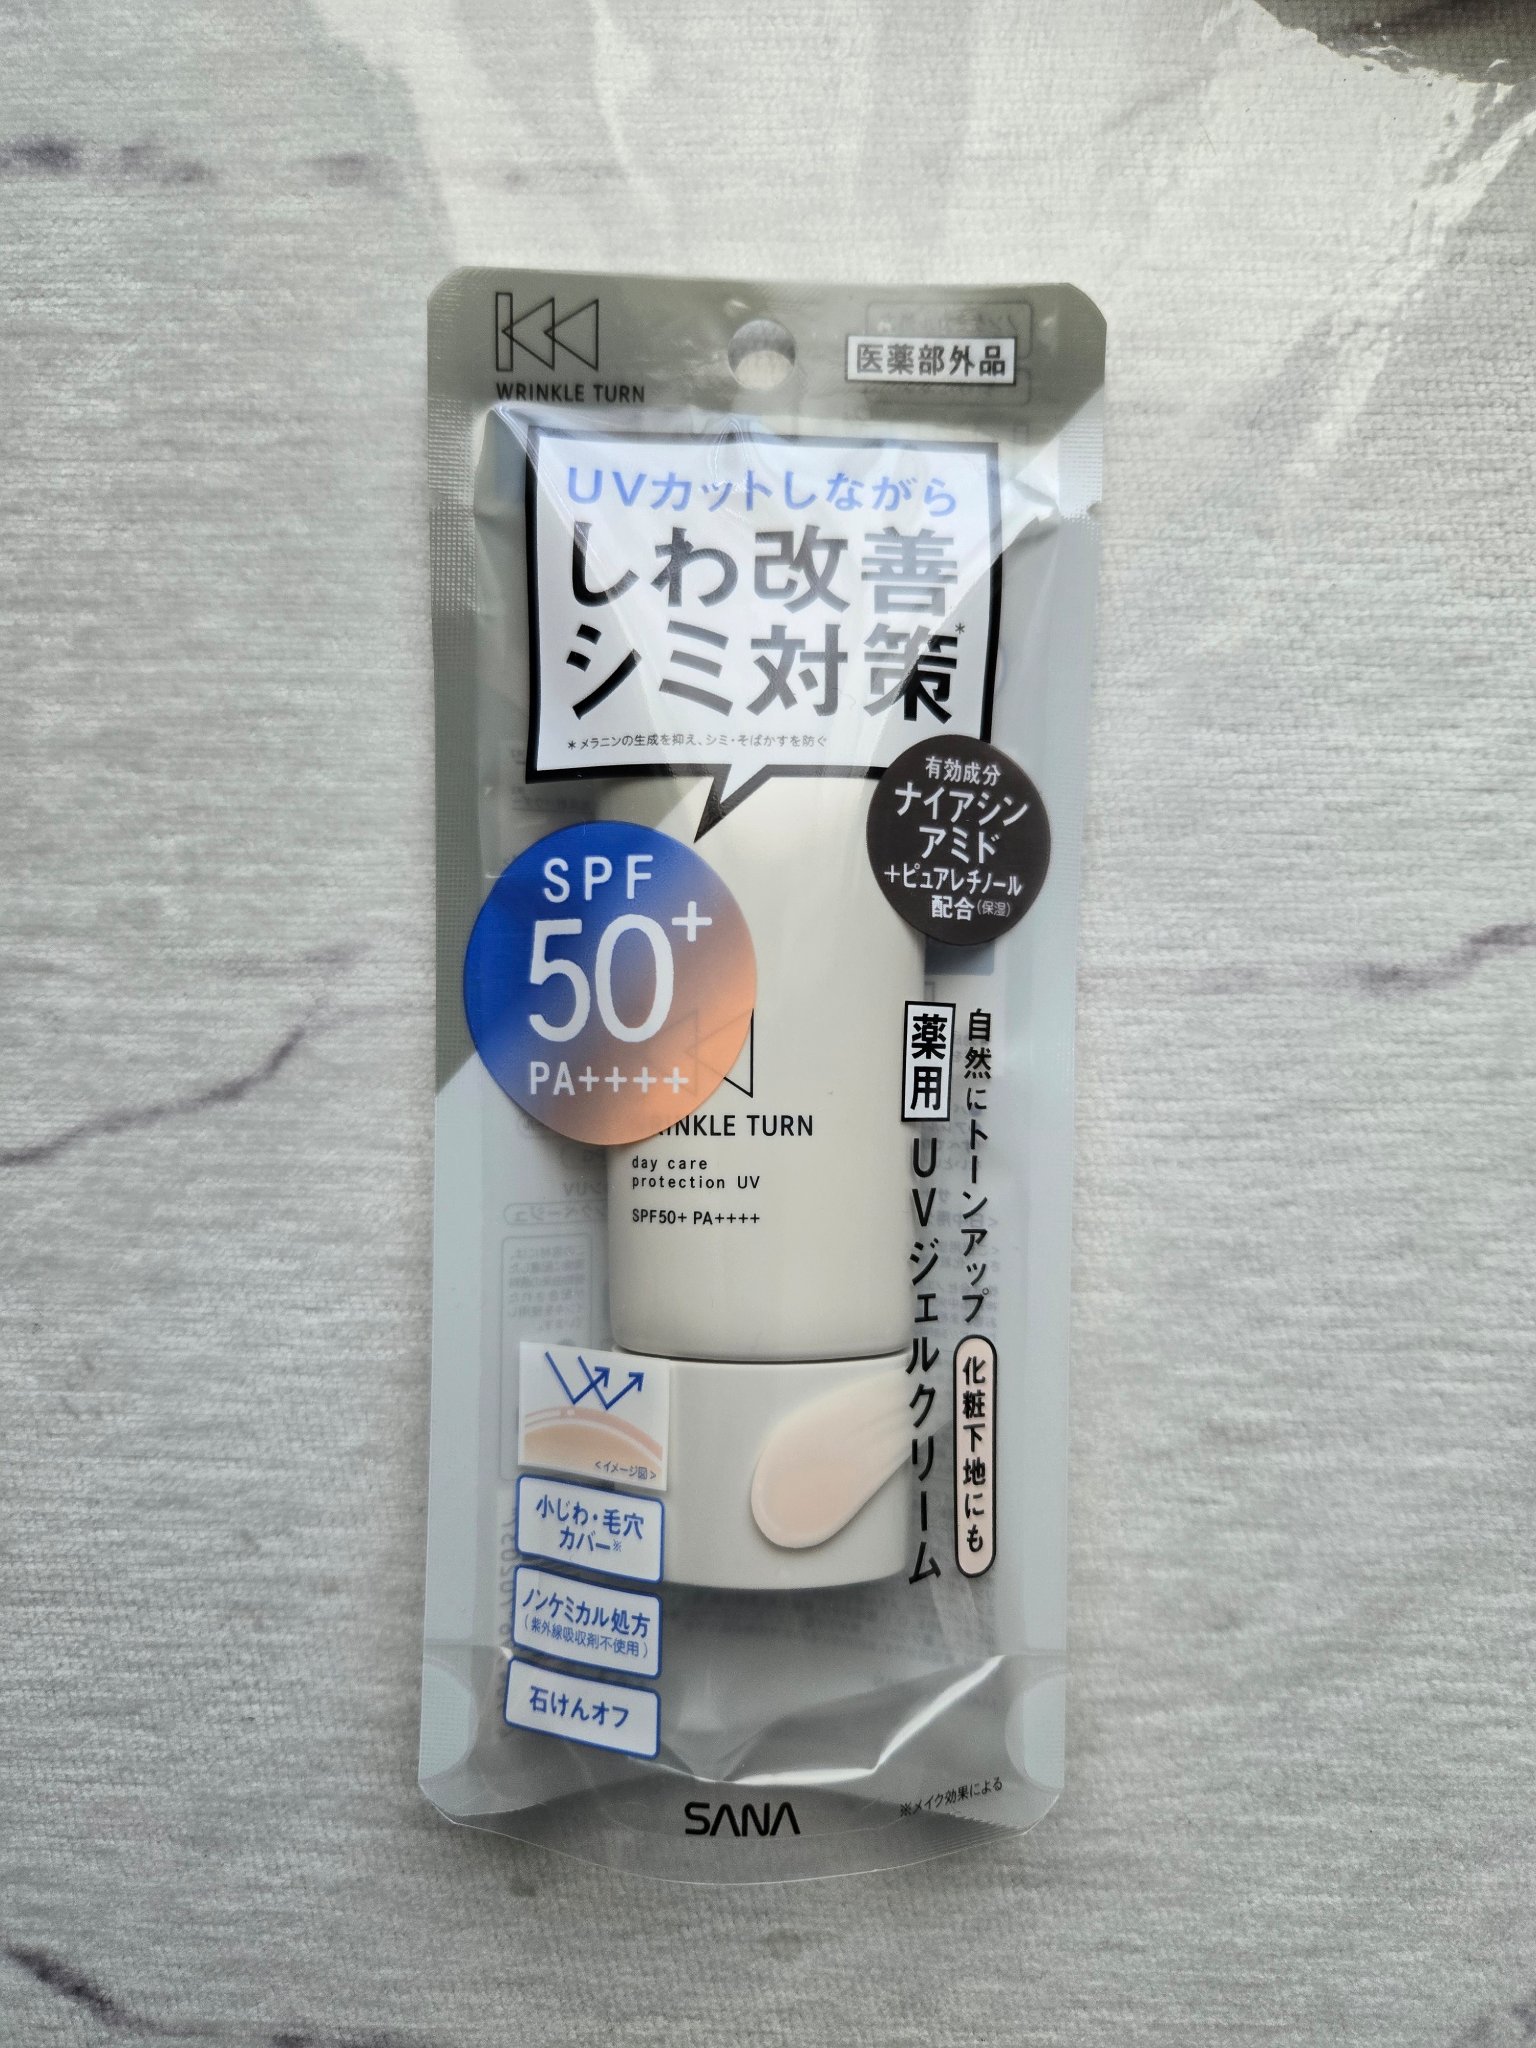 WRINKLE TURN
医薬部外品
UVカットしながら
しわ改善
シミ対策*
*メラニンの生成を抑え、シミ・そばかすを防ぐ
有効成分
ナイアシン
アミド
+ピュアレチノール
配合(保湿)
SPF
50+
PA++++
WRINKLE TURN
day care
protection UV
SPF50+ PA++++
自然にトーンアップ
化粧下地にも
薬用UVジェルクリーム
<イメージ図>
小じわ・毛穴
カバー※
ノンケミカル処方
(紫外線吸収剤不使用)
石けんオフ
SANA
※メイク効果による